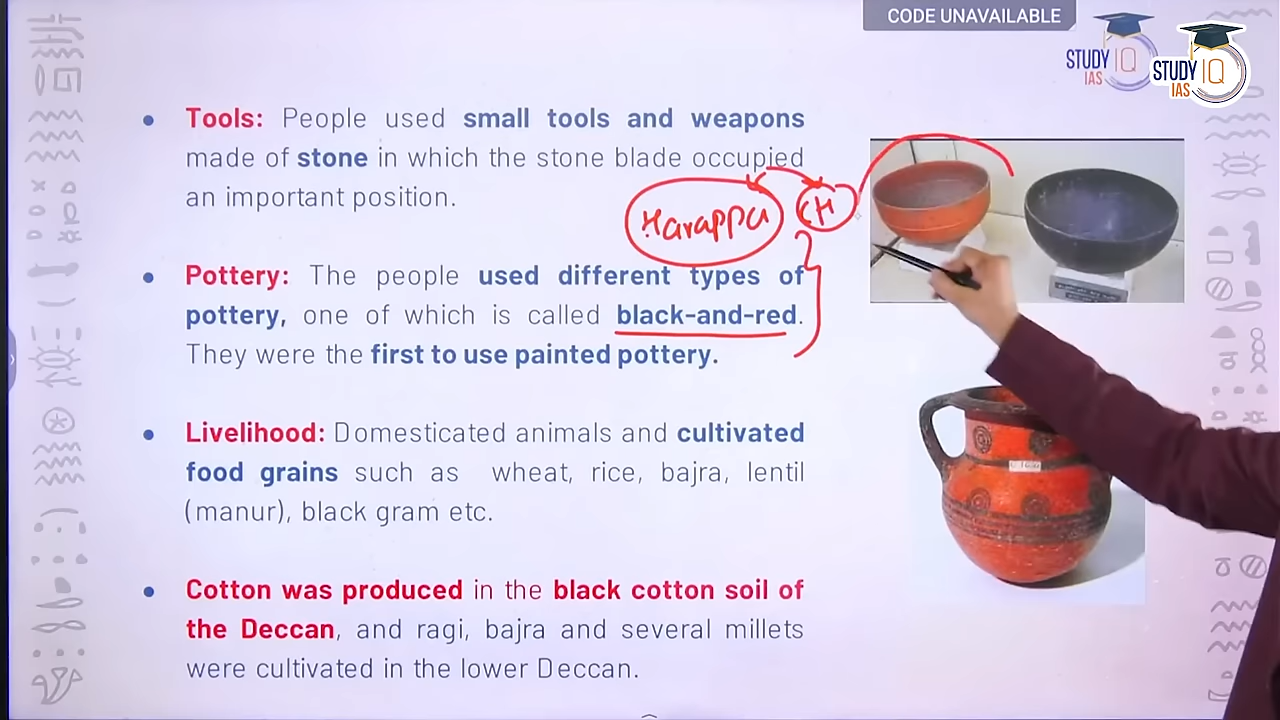 CODE UNAVAILABLE
STUDY IQ
IAS
STUDY IQ
IAS
• Tools: People used small tools and weapons
made of stone in which the stone blade occupied
an important position.
Harappa
CH
• Pottery: The people used different types of
pottery, one of which is called black-and-red.
They were the first to use painted pottery.
• Livelihood: Domesticated animals and cultivated
food grains such as wheat, rice, bajra, lentil
(manur), black gram etc.
• Cotton was produced in the black cotton soil of
the Deccan, and ragi, bajra and several millets
were cultivated in the lower Deccan.